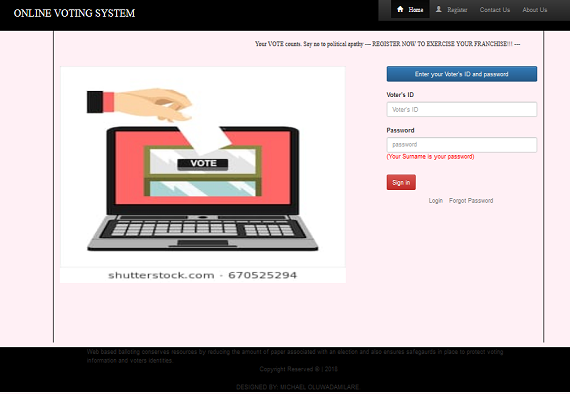 ONLINE VOTING SYSTEM
Home Register Contact Us About Us
Your VOTE counts. Say no to political apathy --- REGISTER NOW TO EXERCISE YOUR FRANCHISE!!! ---
Enter your Voter's ID and password
Voter's ID
Voter's ID
Password
password
(Your Surname is your password)
Sign in
Login Forgot Password
VOTE
shutterstock.com · 670525294
Web based balloting conserves resources by reducing the amount of paper associated with an election and also ensures safeguards in place to protect voting
information and voters identities.
Copyright Reserved © | 2018
DESIGNED BY: MICHAEL OLUWADAMILARE